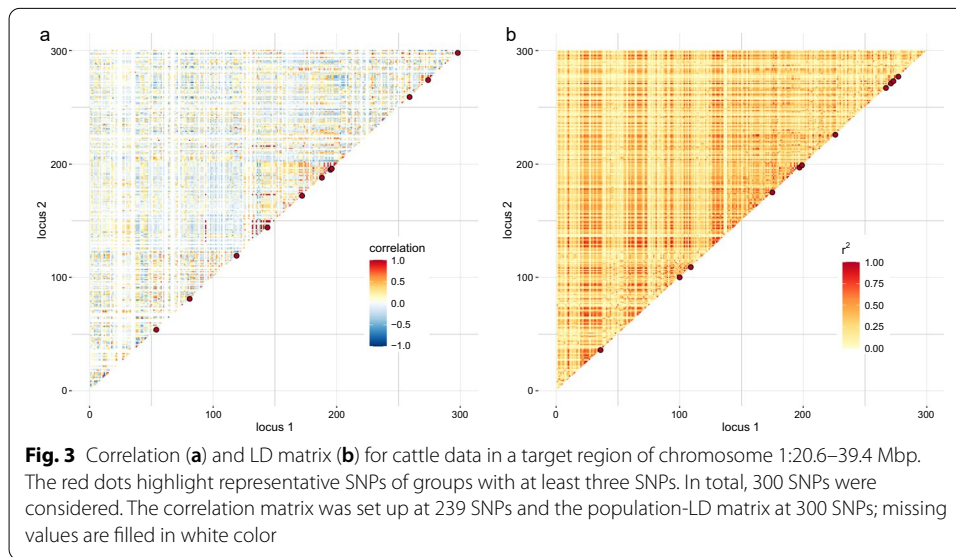 a
b
300
200
100
0
locus 2
correlation
1.0
0.5
0.0
−0.5
−1.0
0 100 200 300
locus 1
300
200
100
0
locus 2
r²
1.00
0.75
0.50
0.25
0.00
0 100 200 300
locus 1
Fig. 3 Correlation (a) and LD matrix (b) for cattle data in a target region of chromosome 1:20.6–39.4 Mbp.
The red dots highlight representative SNPs of groups with at least three SNPs. In total, 300 SNPs were
considered. The correlation matrix was set up at 239 SNPs and the population-LD matrix at 300 SNPs; missing
values are filled in white color